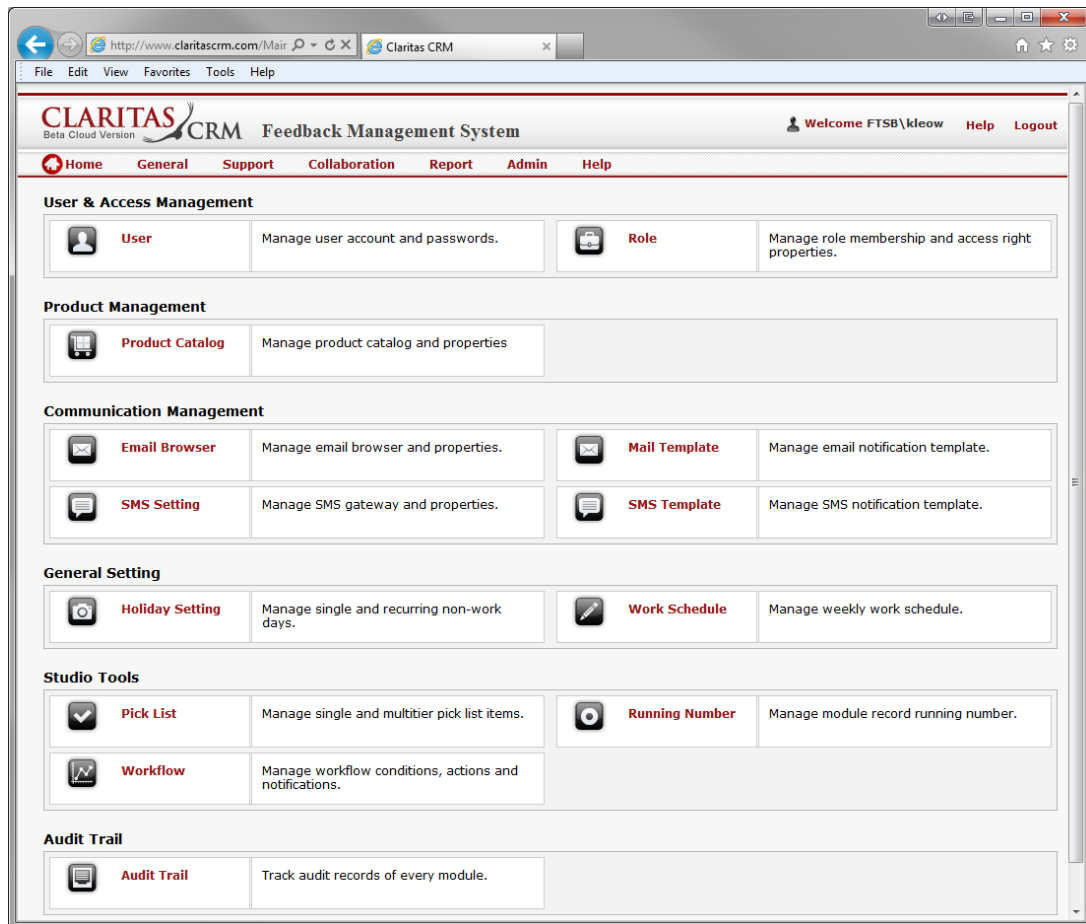 http://www.claritascrm.com/Mair
Claritas CRM
File Edit View Favorites Tools Help
CLARITAS CRM
Beta Cloud Version
Feedback Management System
Welcome FTSB\kleow Help Logout
Home General Support Collaboration Report Admin Help
User & Access Management
User
Manage user account and passwords.
Role
Manage role membership and access right
properties.
Product Management
Product Catalog
Manage product catalog and properties
Communication Management
Email Browser
Manage email browser and properties.
Mail Template
Manage email notification template.
SMS Setting
Manage SMS gateway and properties.
SMS Template
Manage SMS notification template.
General Setting
Holiday Setting
Manage single and recurring non-work
days.
Work Schedule
Manage weekly work schedule.
Studio Tools
Pick List
Manage single and multitier pick list items.
Running Number
Manage module record running number.
Workflow
Manage workflow conditions, actions and
notifications.
Audit Trail
Audit Trail
Track audit records of every module.